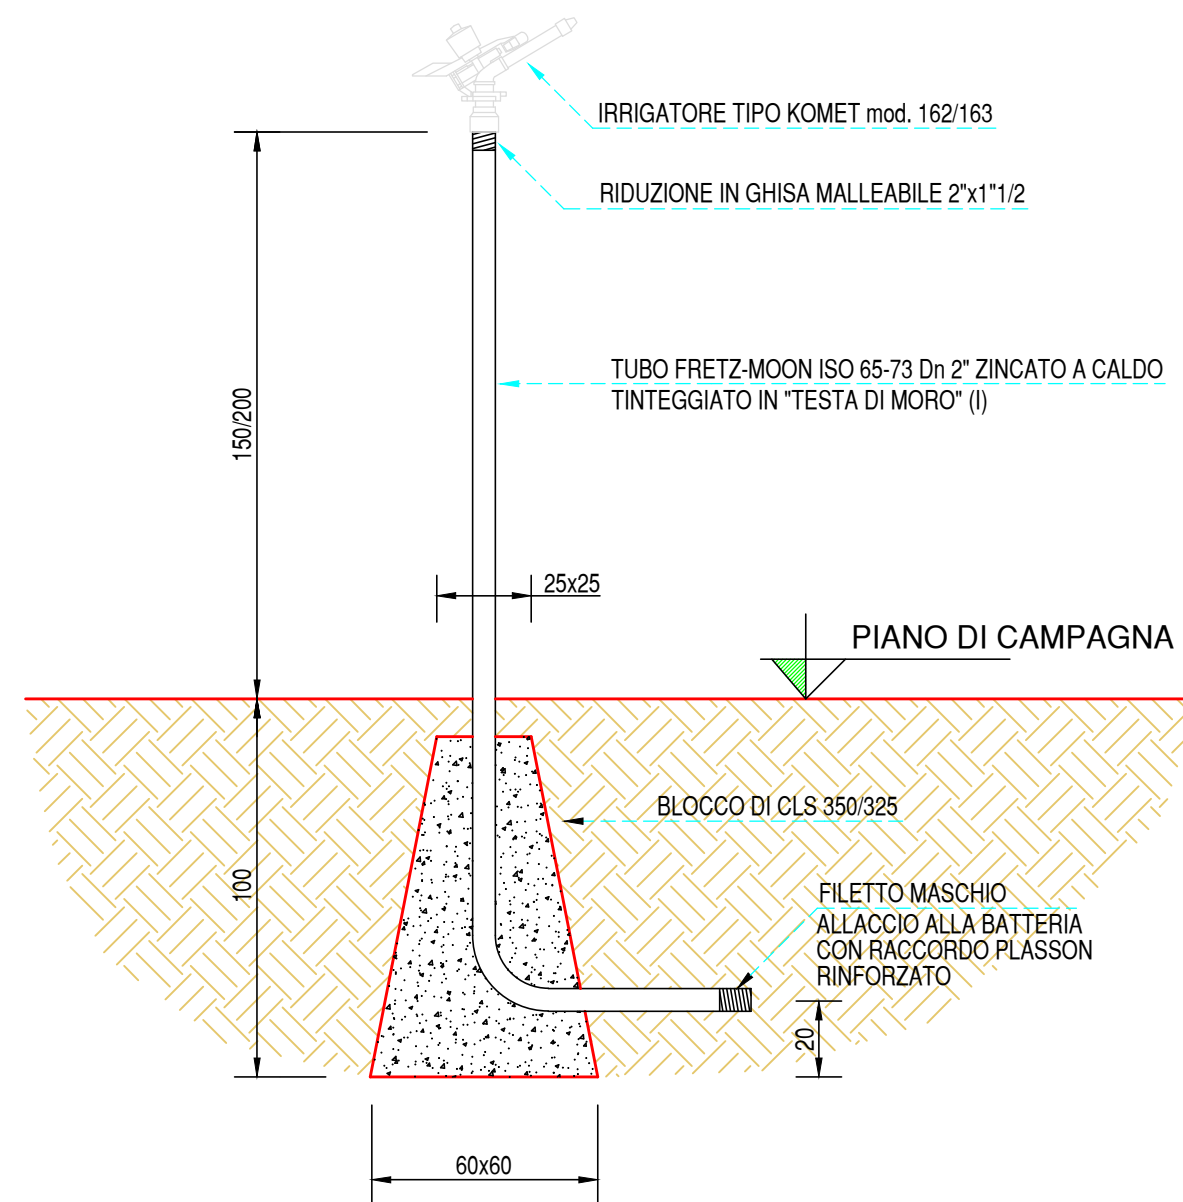 IRRIGATORE TIPO KOMET mod. 162/163
RIDUZIONE IN GHISA MALLEABILE 2"x1"1/2
TUBO FRETZ-MOON ISO 65-73 Dn 2" ZINCATO A CALDO
TINTEGGIATO IN "TESTA DI MORO" (I)
150/200
25x25
PIANO DI CAMPAGNA
BLOCCO DI CLS 350/325
100
FILETTO MASCHIO
ALLACCIO ALLA BATTERIA
CON RACCORDO PLASSON
RINFORZATO
20
60x60